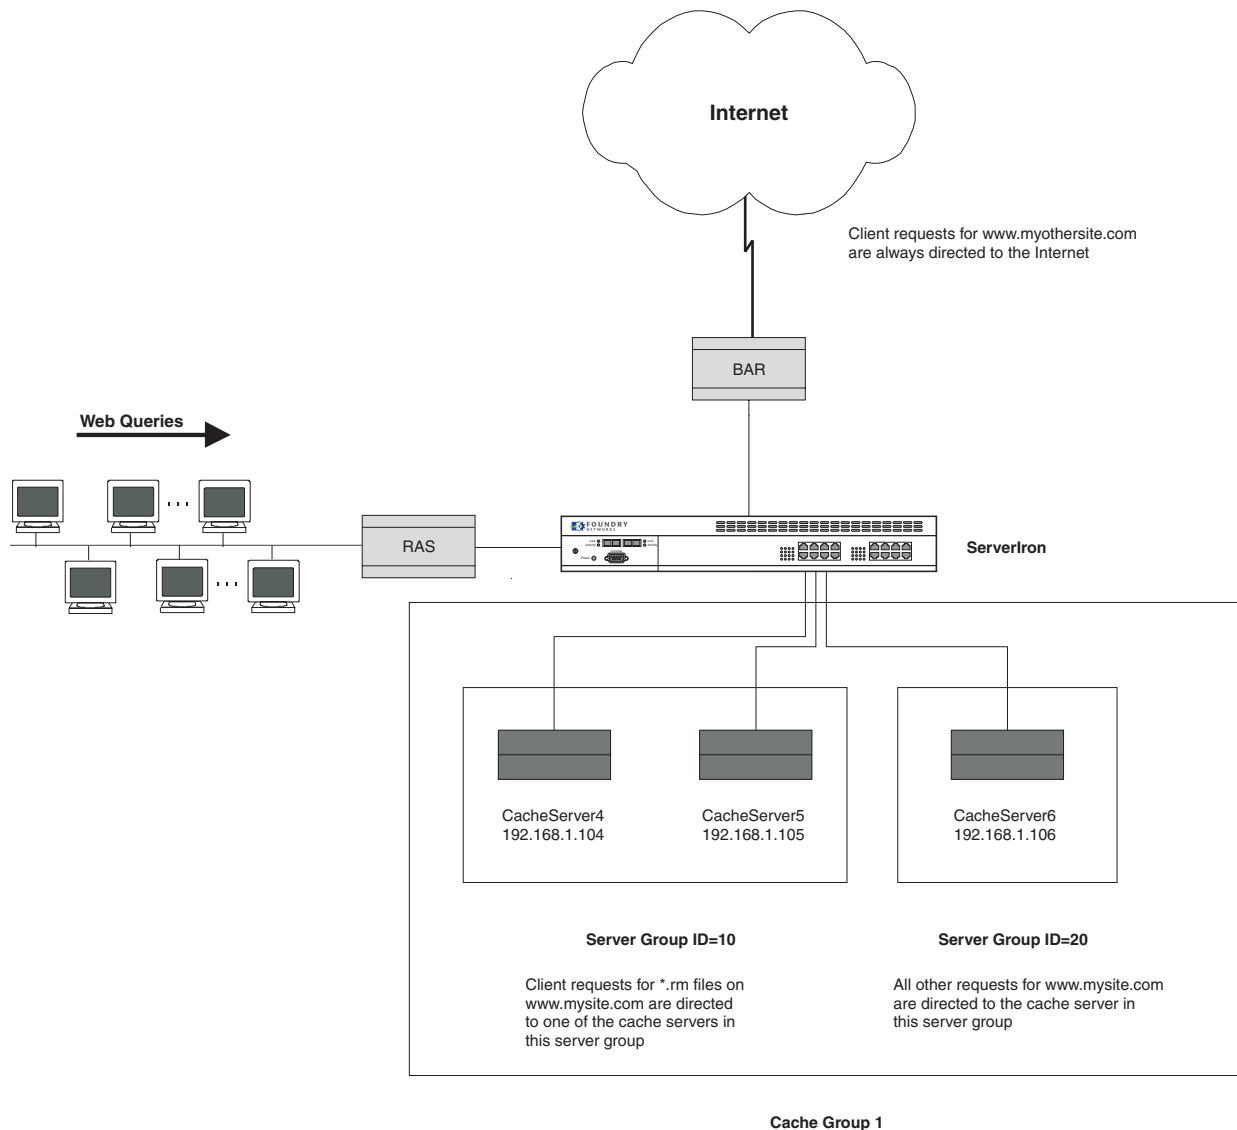 Internet
Client requests for www.myothersite.com
are always directed to the Internet
BAR
Web Queries
RAS
FOUNDRY
NETWORKS
Console
Power
ServerIron
CacheServer4
192.168.1.104
CacheServer5
192.168.1.105
CacheServer6
192.168.1.106
Server Group ID=10
Server Group ID=20
Client requests for *.rm files on
www.mysite.com are directed
to one of the cache servers in
this server group
All other requests for www.mysite.com
are directed to the cache server in
this server group
Cache Group 1